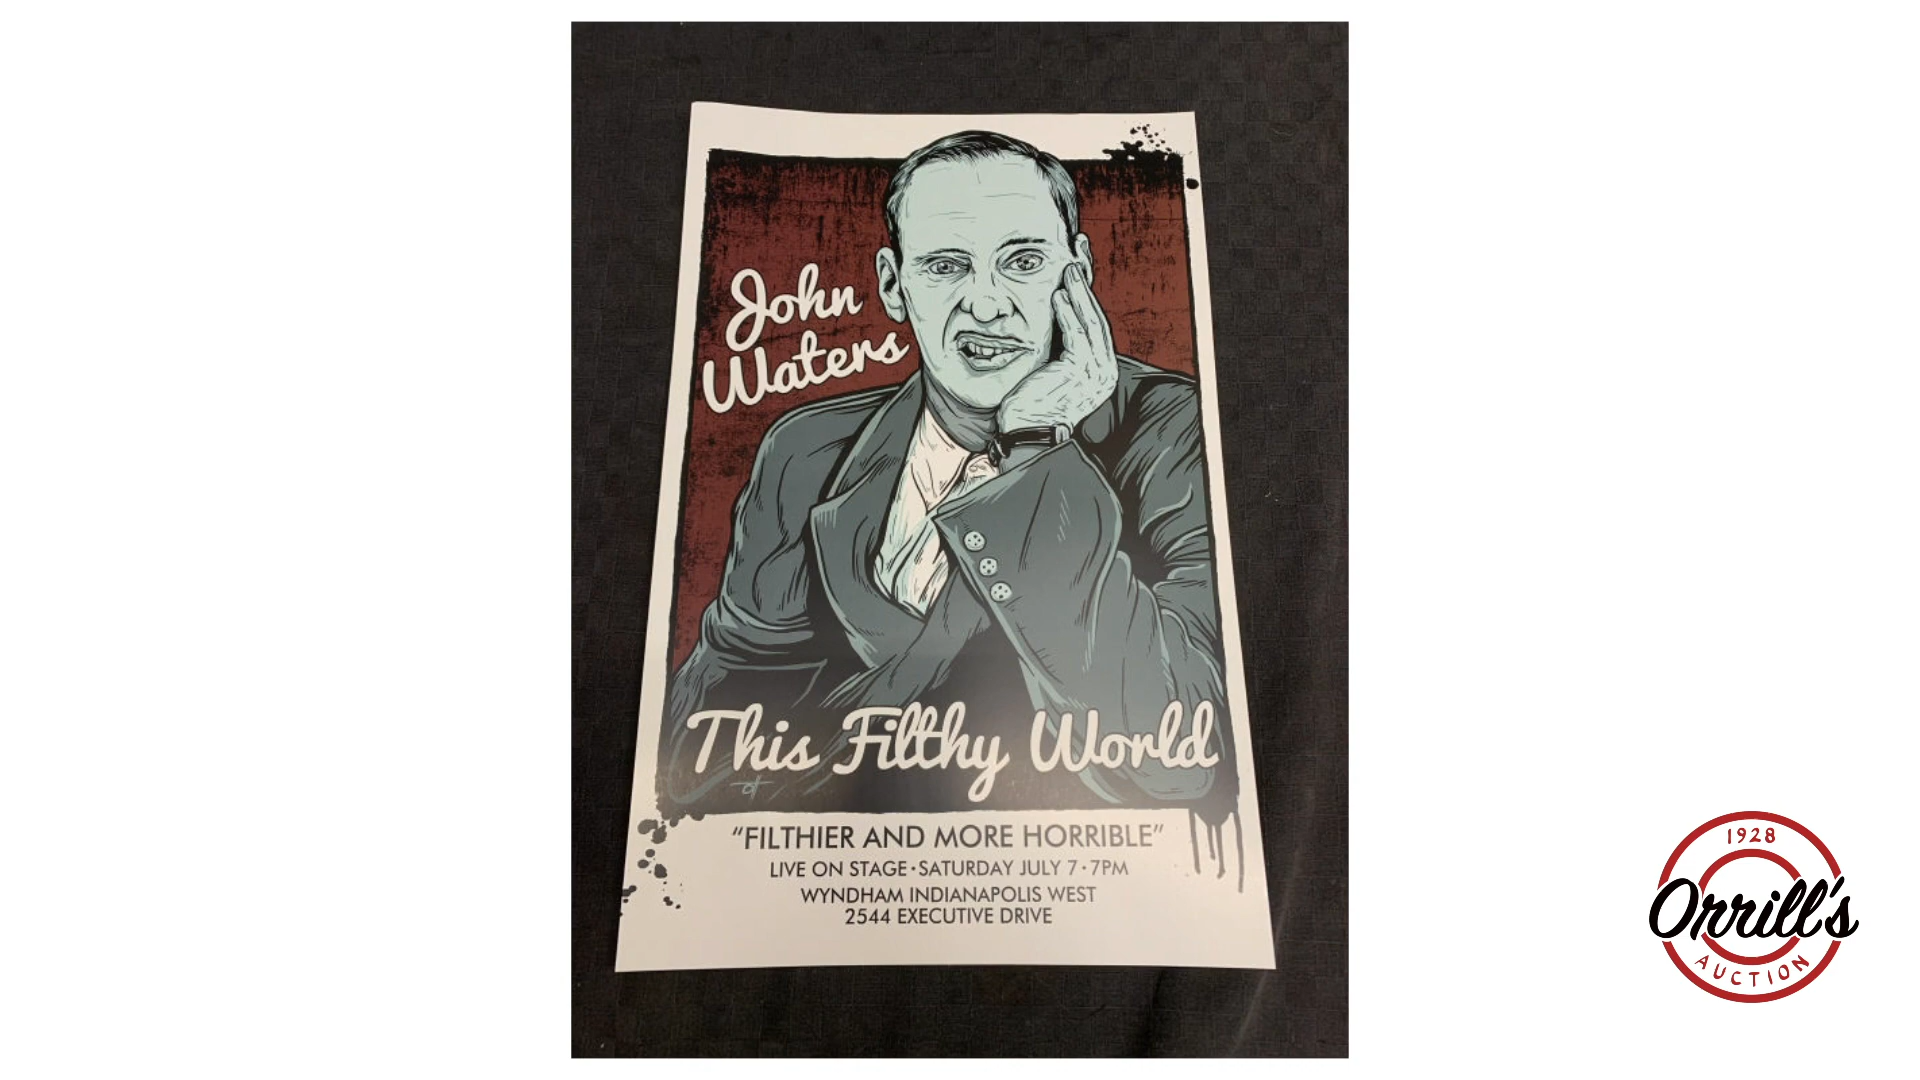 John
Waters
This Filthy World
“FILTHIER AND MORE HORRIBLE”
LIVE ON STAGE•SATURDAY JULY 7•7PM
WYNDHAM INDIANAPOLIS WEST
2544 EXECUTIVE DRIVE
1928
Orrill's
AUCTION